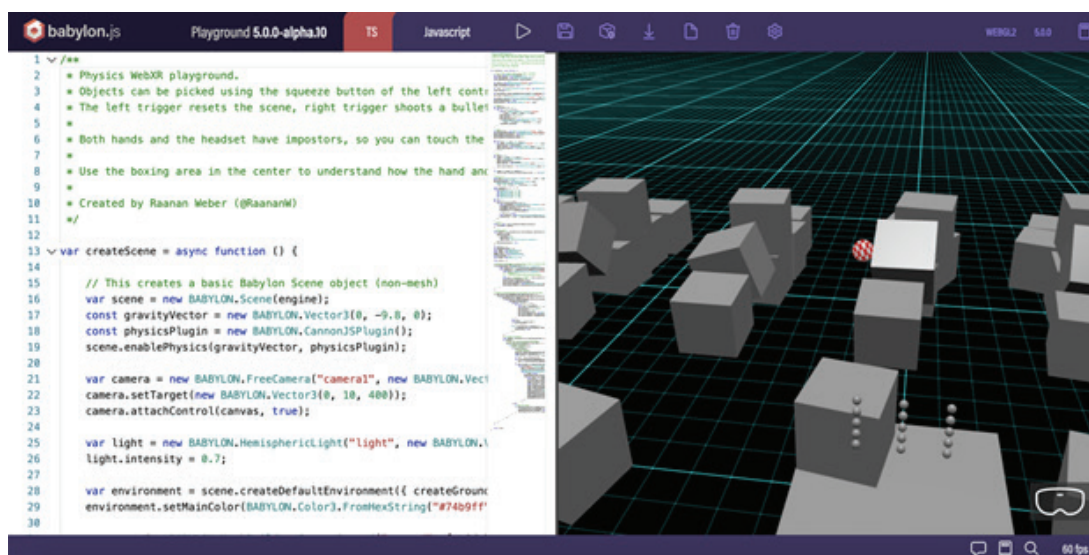 babylon.js Playground 5.0.0-alpha.10 TS Javascript WEBGL2 5.0.0
1 /**
2 * Physics WebXR playground.
3 * Objects can be picked using the squeeze button of the left cont
4 * The left trigger resets the scene, right trigger shoots a bulle
5 *
6 * Both hands and the headset have impostors, so you can touch the
7 *
8 * Use the boxing area in the center to understand how the hand and
9 *
10 * Created by Raanan Weber (@RaananW)
11 */
12
13 var createScene = async function () {
14
15 // This creates a basic Babylon Scene object (non-mesh)
16 var scene = new BABYLON.Scene(engine);
17 const gravityVector = new BABYLON.Vector3(0, -9.8, 0);
18 const physicsPlugin = new BABYLON.CannonJSPlugin();
19 scene.enablePhysics(gravityVector, physicsPlugin);
20
21 var camera = new BABYLON.FreeCamera("camera1", new BABYLON.Vect
22 camera.setTarget(new BABYLON.Vector3(0, 10, 400));
23 camera.attachControl(canvas, true);
24
25 var light = new BABYLON.HemisphericLight("light", new BABYLON.V
26 light.intensity = 0.7;
27
28 var environment = scene.createDefaultEnvironment({ createGroun
29 environment.setMainColor(BABYLON.Color3.FromHexString("#74b9ff"
30
60 fps